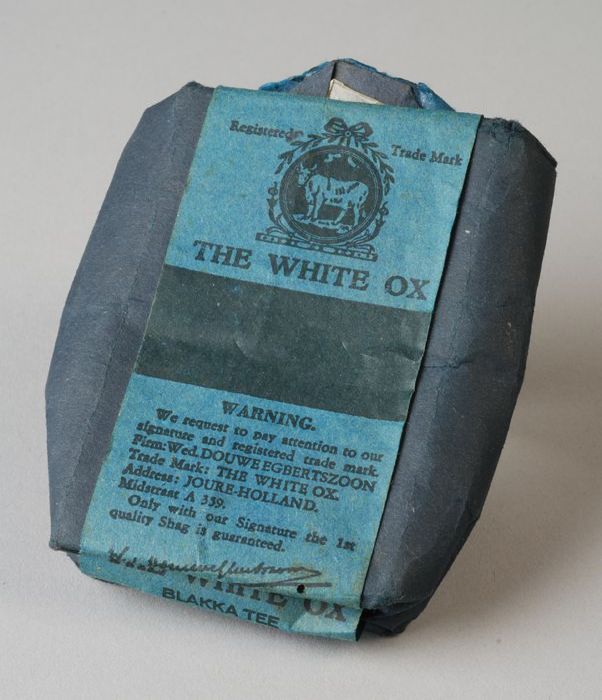 Registered
Trade Mark
THE WHITE OX
WARNING.
We request to pay attention to our
signature and registered trade mark.
Firm: Wed. DOUWE EGBERTSZOON
Trade Mark: THE WHITE OX.
Address: JOURE-HOLLAND.
Midstraat A 339.
Only with our Signature the 1st
quality Shag is guaranteed.
WHITE OX
BLAKKA TEE